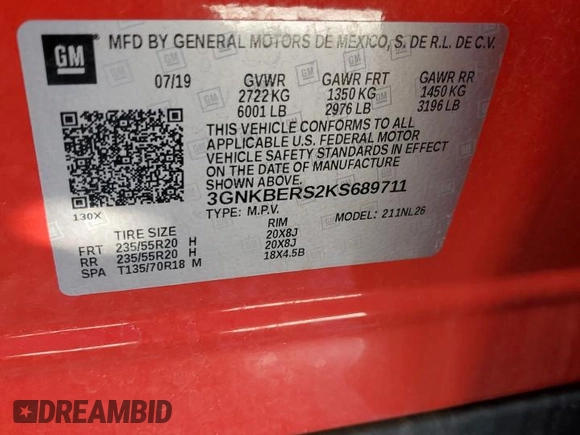 GM
MFD BY GENERAL MOTORS DE MEXICO, S. DE R.L. DE C.V.
07/19 GVWR GAWR FRT GAWR RR
2722 KG 1350 KG 1450 KG
6001 LB 2976 LB 3196 LB
THIS VEHICLE CONFORMS TO ALL
APPLICABLE U.S. FEDERAL MOTOR
VEHICLE SAFETY STANDARDS IN EFFECT
ON THE DATE OF MANUFACTURE
SHOWN ABOVE.
3GNKBERS2KS689711
130X
TYPE: M.P.V. MODEL: 211NL26
TIRE SIZE RIM
FRT 235/55R20 H 20X8J
RR 235/55R20 H 20X8J
SPA T135/70R18 M 18X4.5B
DREAMBID